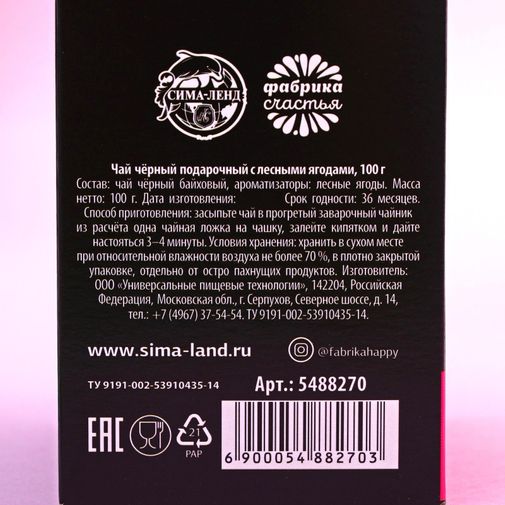 СИМА-ЛЕНД
фабрика
счастья
Чай чёрный подарочный с лесными ягодами, 100 г
Состав: чай чёрный байховый, ароматизаторы: лесные ягоды. Масса
нетто: 100 г. Дата изготовления: Срок годности: 36 месяцев.
Способ приготовления: засыпьте чай в прогретый заварочный чайник
из расчёта одна чайная ложка на чашку, залейте кипятком и дайте
настояться 3–4 минуты. Условия хранения: хранить в сухом месте
при относительной влажности воздуха не более 70 %, в плотно закрытой
упаковке, отдельно от остро пахнущих продуктов. Изготовитель:
ООО «Универсальные пищевые технологии», 142204, Российская
Федерация, Московская обл., г. Серпухов, Северное шоссе, д. 14,
тел.: +7 (4967) 37-54-54. ТУ 9191-002-53910435-14.
www.sima-land.ru
@fabrikahappy
ТУ 9191-002-53910435-14
Арт.: 5488270
EAC
21
PAP
6 900054 882703